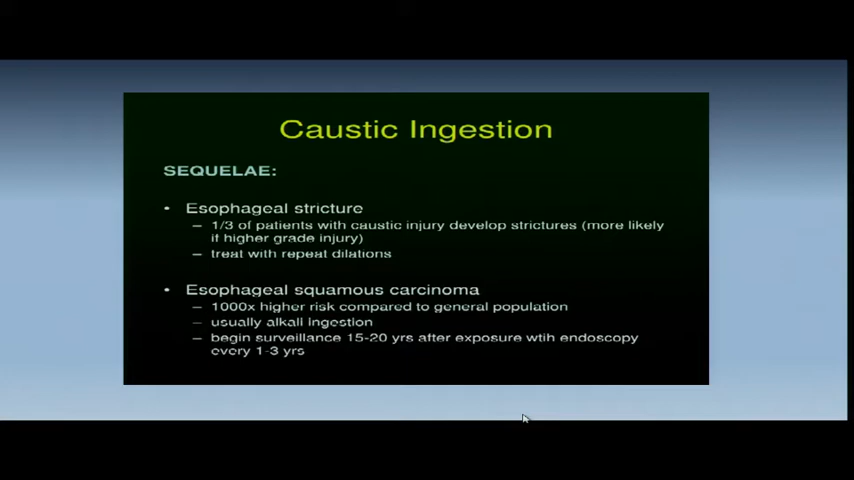 Caustic Ingestion
SEQUELAE:
• Esophageal stricture
– 1/3 of patients with caustic injury develop strictures (more likely
if higher grade injury)
– treat with repeat dilations
• Esophageal squamous carcinoma
– 1000x higher risk compared to general population
– usually alkali ingestion
– begin surveillance 15-20 yrs after exposure wtih endoscopy
every 1-3 yrs